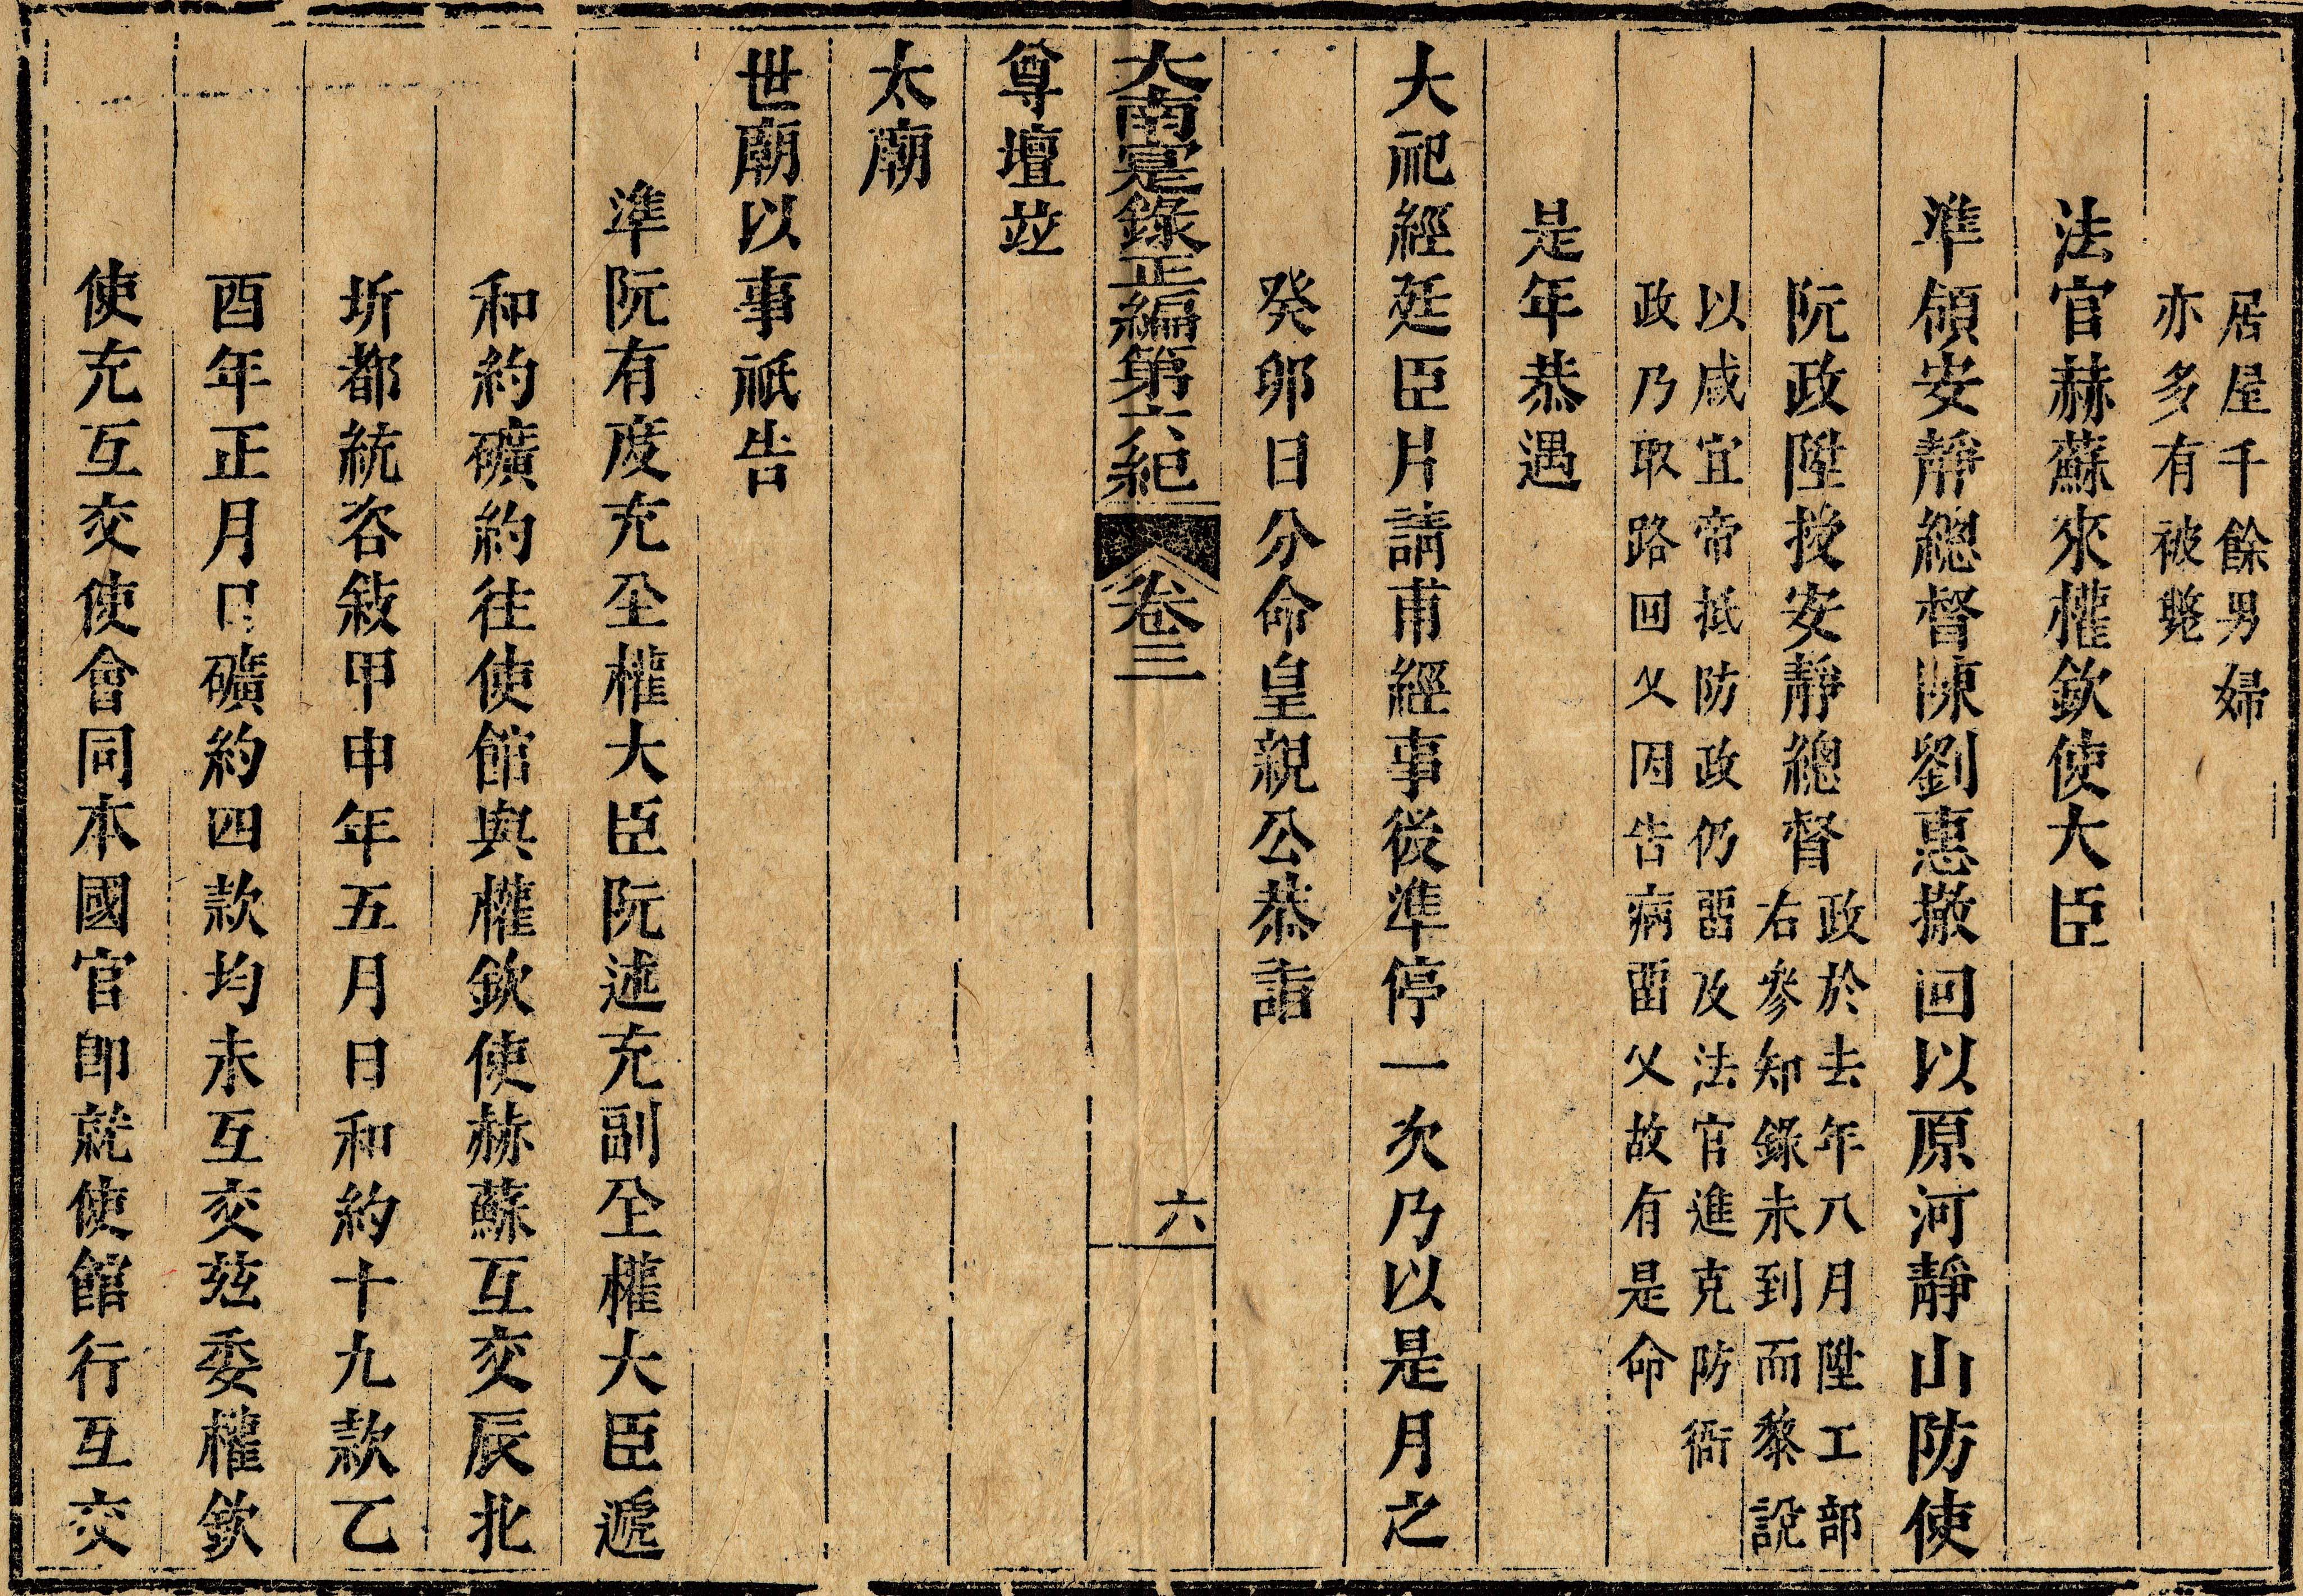 居屋千餘男婦
亦多有被斃
法官赫蘇來權欽使大臣
準領安靜總督陳劉惠撤回以原河靜山防使
阮政陞授安靜總督
政於去年八月陞工部
右參知錄未到而黎說
以咸宜帝抵防政仍畱及法官進克防衙
政乃取路回父因告病畱父故有是命
是年恭遇
大祀經廷臣片請甫經事後準停一次乃以是月之
癸卯日分命皇親公恭詣
大南寔錄正編第六紀 卷三 六
尊壇並
太廟
世廟以事祇告
準阮有度充全權大臣阮述充副全權大臣遞
和約礦約往使館與權欽使赫蘇互交辰北
圻都統咨敍甲申年五月日和約十九款乙
酉年正月日礦約四款均未互交茲委權欽
使充互交使會同本國官卽就使館行互交